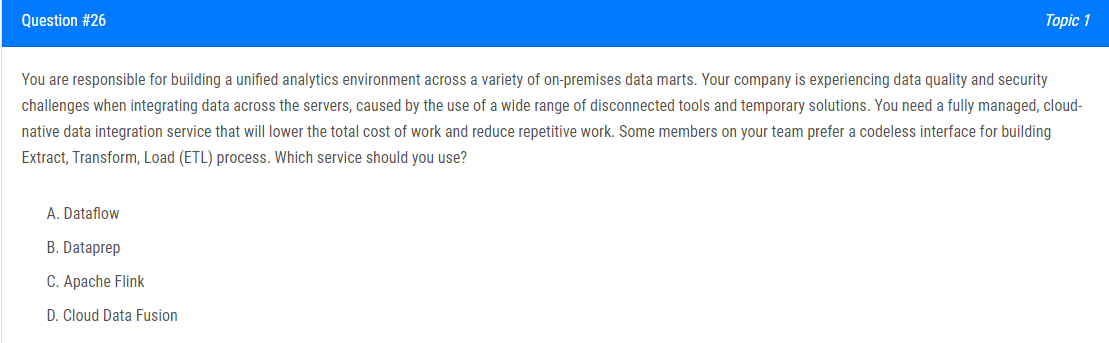 Question #26
Topic 1
You are responsible for building a unified analytics environment across a variety of on-premises data marts. Your company is experiencing data quality and security
challenges when integrating data across the servers, caused by the use of a wide range of disconnected tools and temporary solutions. You need a fully managed, cloud-
native data integration service that will lower the total cost of work and reduce repetitive work. Some members on your team prefer a codeless interface for building
Extract, Transform, Load (ETL) process. Which service should you use?
A. Dataflow
B. Dataprep
C. Apache Flink
D. Cloud Data Fusion